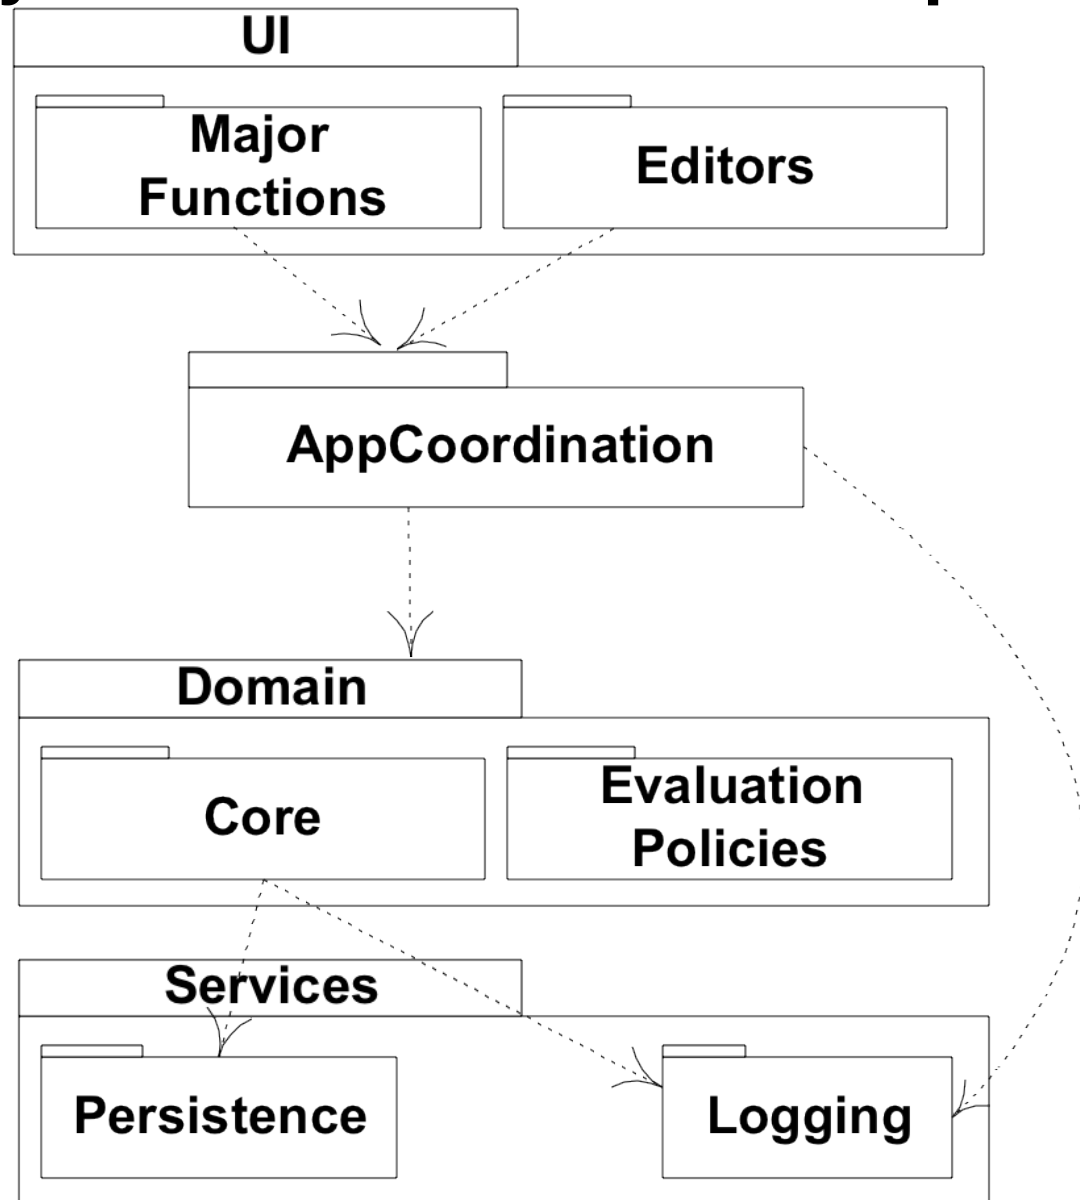 UI
Major
Functions
Editors
AppCoordination
Domain
Core
Evaluation
Policies
Services
Persistence
Logging